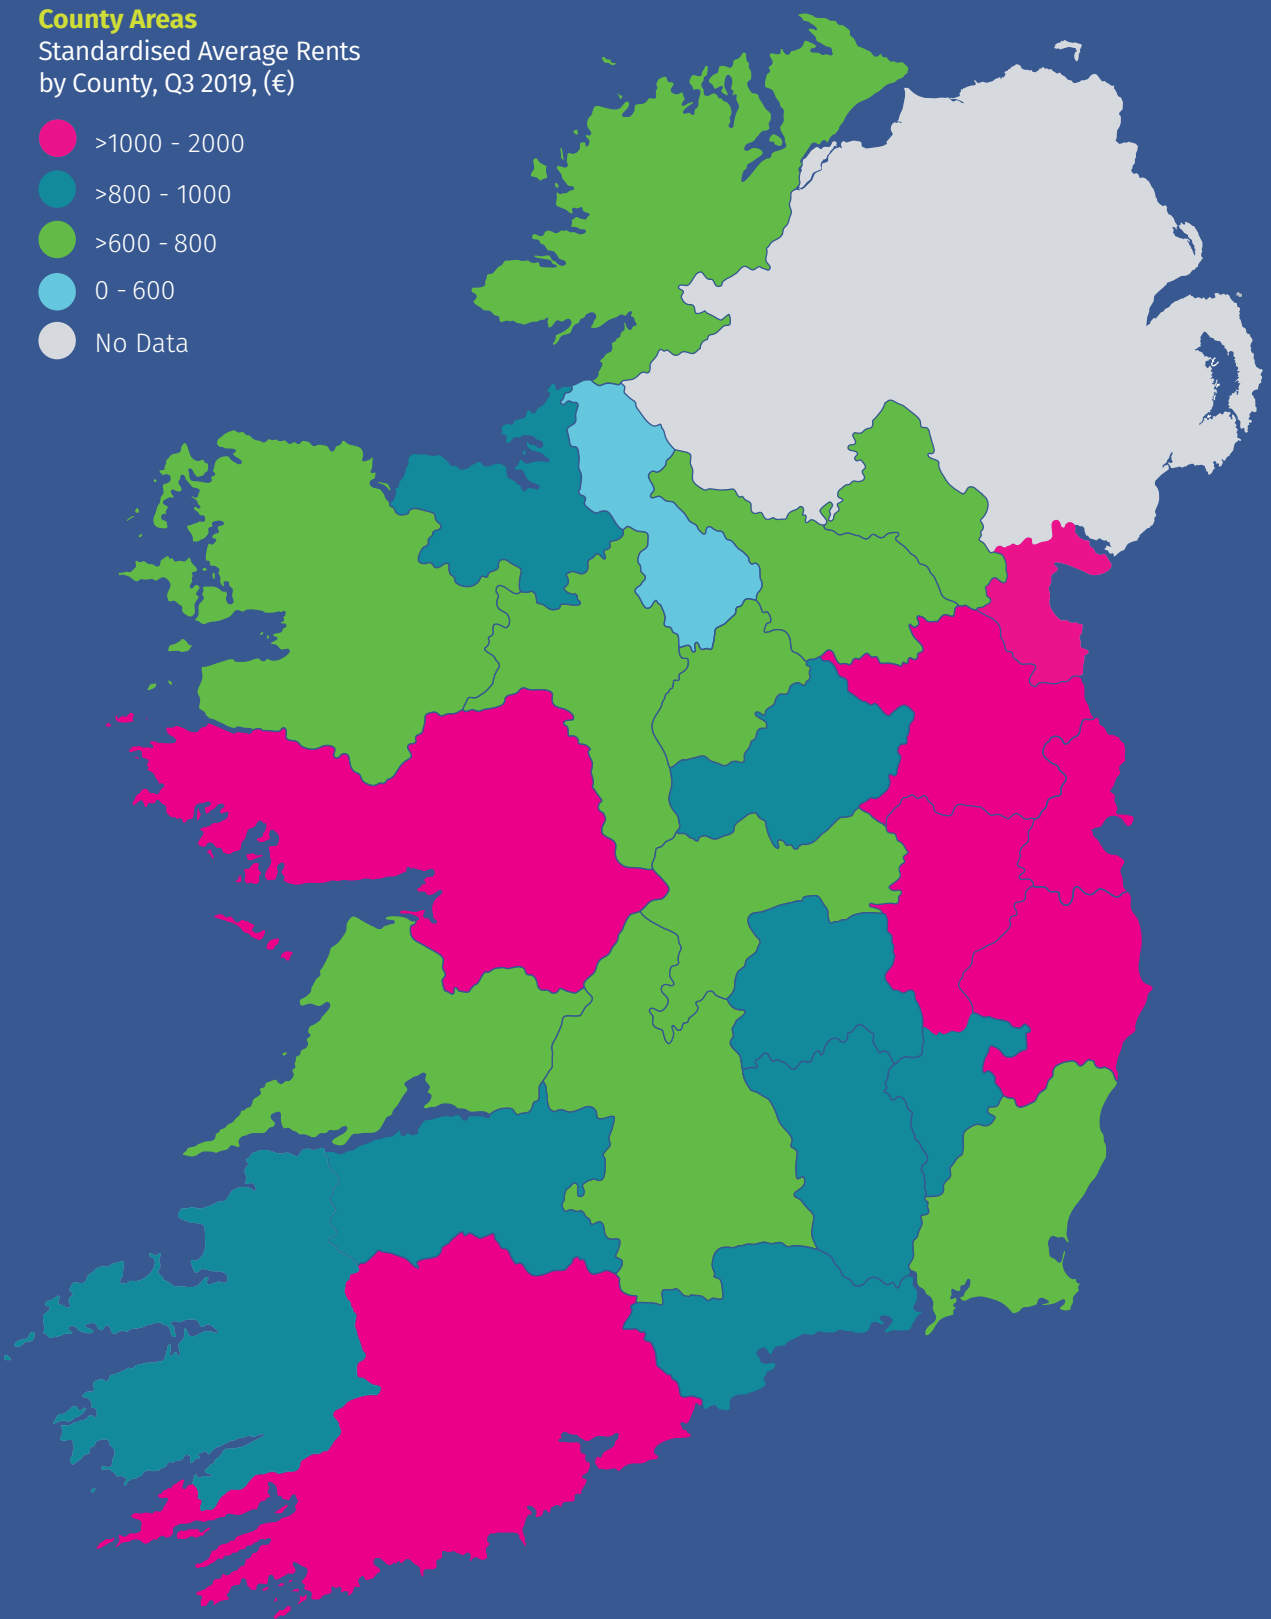 County Areas
Standardised Average Rents
by County, Q3 2019, (€)
>1000 - 2000
>800 - 1000
>600 - 800
0 - 600
No Data